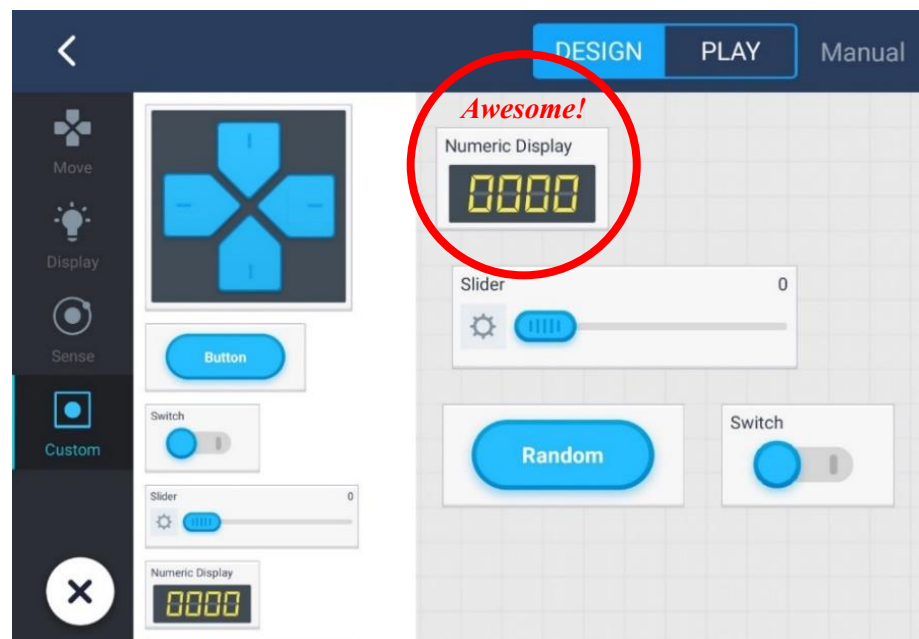 DESIGN PLAY Manual
Awesome!
Move
Display
Sense
Custom
Button
Switch
Slider 0
Numeric Display
0000
Numeric Display
0000
Slider 0
Random
Switch